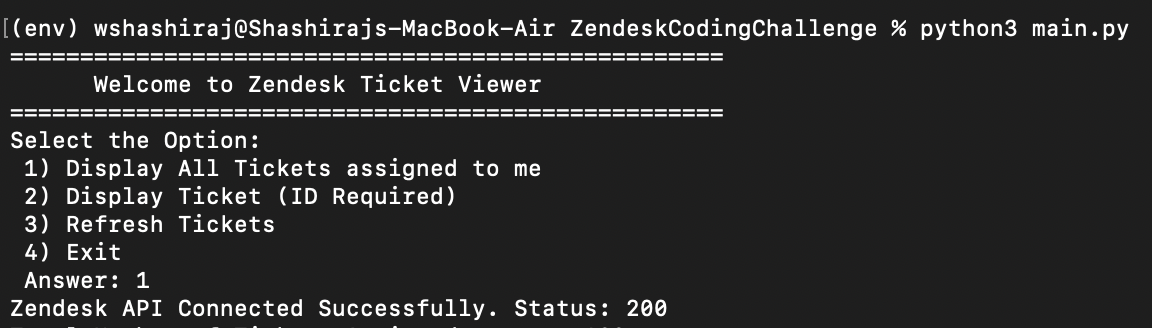 [(env) wshashiraj@Shashirajs-MacBook-Air ZendeskCodingChallenge % python3 main.py
===================================================
Welcome to Zendesk Ticket Viewer
===================================================
Select the Option:
1) Display All Tickets assigned to me
2) Display Ticket (ID Required)
3) Refresh Tickets
4) Exit
Answer: 1
Zendesk API Connected Successfully. Status: 200